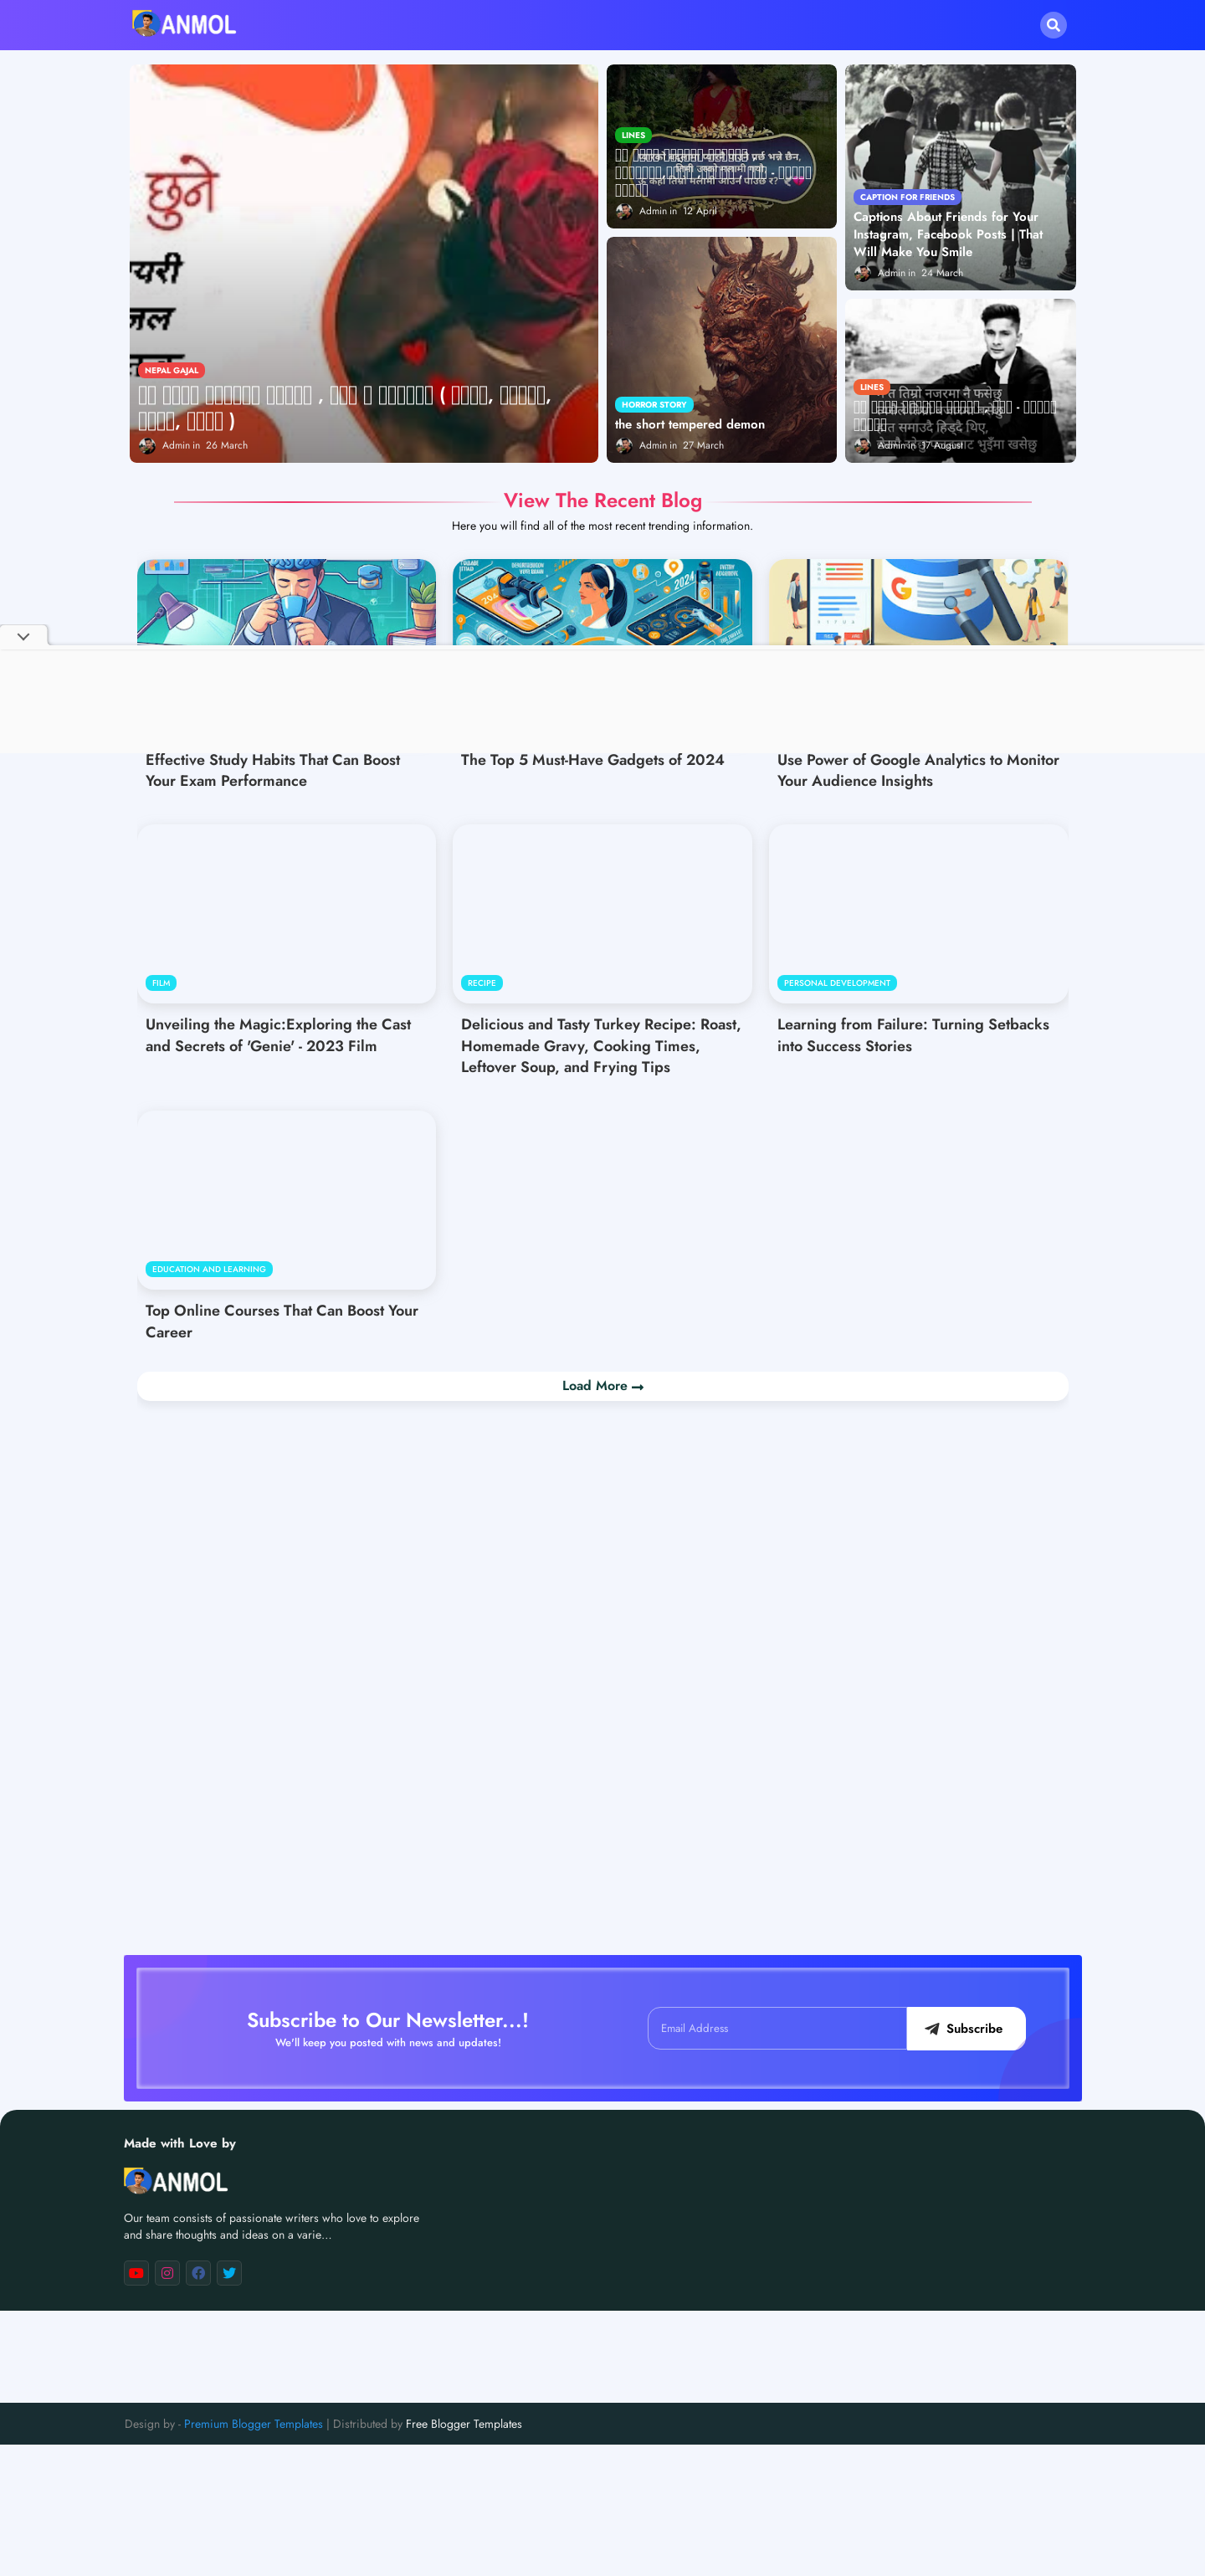 ANMOL
छुने
NEPAL GAJAL
Admin in 26 March
LINES
Admin in 12 April
HORROR STORY
the short tempered demon
Admin in 27 March
CAPTION FOR FRIENDS
Captions About Friends for Your
Instagram, Facebook Posts | That
Will Make You Smile
Admin in 24 March
LINES
Admin in 17 August
View The Recent Blog
Here you will find all of the most recent trending information.
2024
Effective Study Habits That Can Boost
Your Exam Performance
The Top 5 Must-Have Gadgets of 2024
Use Power of Google Analytics to Monitor
Your Audience Insights
FILM
Unveiling the Magic:Exploring the Cast
and Secrets of 'Genie' - 2023 Film
RECIPE
Delicious and Tasty Turkey Recipe: Roast,
Homemade Gravy, Cooking Times,
Leftover Soup, and Frying Tips
PERSONAL DEVELOPMENT
Learning from Failure: Turning Setbacks
into Success Stories
EDUCATION AND LEARNING
Top Online Courses That Can Boost Your
Career
Load More
Subscribe to Our Newsletter...!
We'll keep you posted with news and updates!
Email Address
Subscribe
Made with Love by
ANMOL
Our team consists of passionate writers who love to explore
and share thoughts and ideas on a varie...
Design by - Premium Blogger Templates | Distributed by Free Blogger Templates